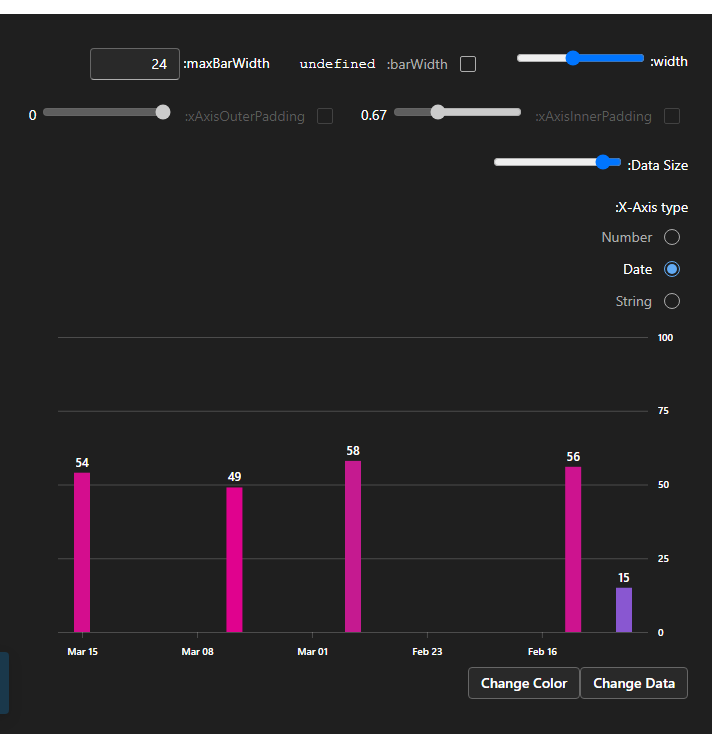 :width
undefined :barWidth
24 :maxBarWidth
:xAxisInnerPadding 0.67
:xAxisOuterPadding 0
:Data Size
:X-Axis type
Number
Date
String
100
75
50
25
0
54
49
58
56
15
Mar 15 Mar 08 Mar 01 Feb 23 Feb 16
Change Color Change Data